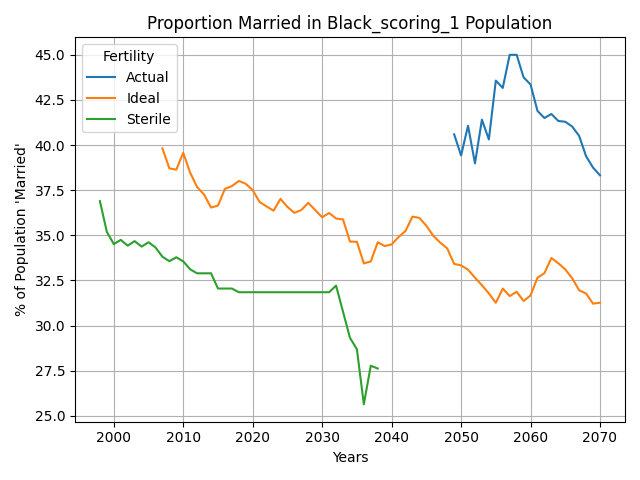 Proportion Married in Black_scoring_1 Population
Fertility
Actual
Ideal
Sterile
% of Population 'Married'
45.0
42.5
40.0
37.5
35.0
32.5
30.0
27.5
25.0
2000 2010 2020 2030 2040 2050 2060 2070
Years